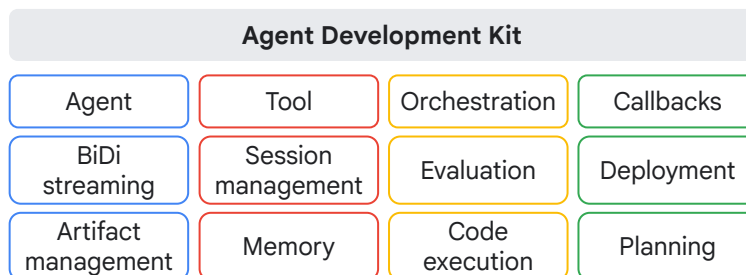 Agent Development Kit
Agent
Tool
Orchestration
Callbacks
BiDi
streaming
Session
management
Evaluation
Deployment
Artifact
management
Memory
Code
execution
Planning